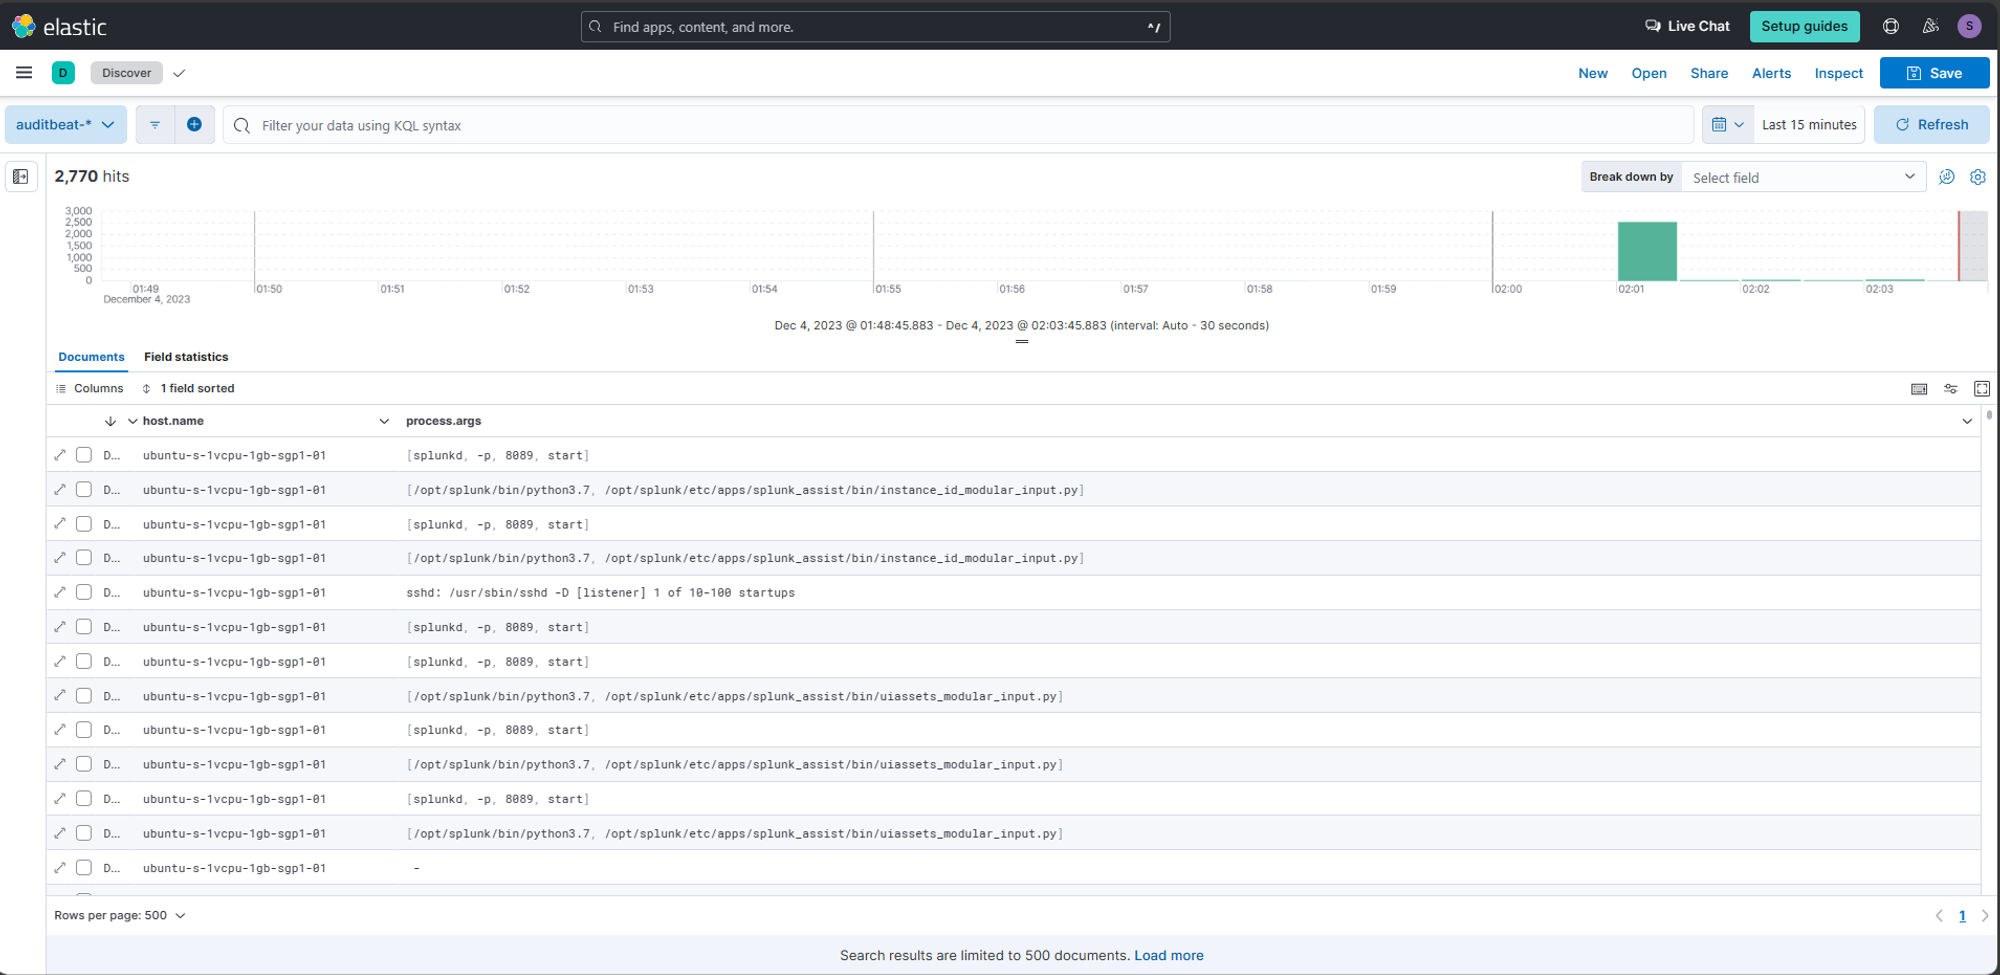 elastic
Find apps, content, and more.
^/
Live Chat
Setup guides
S
D
Discover
New
Open
Share
Alerts
Inspect
Save
auditbeat-*
Filter your data using KQL syntax
Last 15 minutes
Refresh
2,770 hits
Break down by
Select field
3,000
2,500
2,000
1,500
1,000
500
0
01:49
01:50
01:51
01:52
01:53
01:54
01:55
01:56
01:57
01:58
01:59
02:00
02:01
02:02
02:03
December 4, 2023
Dec 4, 2023 @ 01:48:45.883 - Dec 4, 2023 @ 02:03:45.883 (interval: Auto - 30 seconds)
Documents
Field statistics
Columns
1 field sorted
host.name
process.args
D... ubuntu-s-1vcpu-1gb-sgp1-01 [splunkd, -p, 8089, start]
D... ubuntu-s-1vcpu-1gb-sgp1-01 [/opt/splunk/bin/python3.7, /opt/splunk/etc/apps/splunk_assist/bin/instance_id_modular_input.py]
D... ubuntu-s-1vcpu-1gb-sgp1-01 [splunkd, -p, 8089, start]
D... ubuntu-s-1vcpu-1gb-sgp1-01 [/opt/splunk/bin/python3.7, /opt/splunk/etc/apps/splunk_assist/bin/instance_id_modular_input.py]
D... ubuntu-s-1vcpu-1gb-sgp1-01 sshd: /usr/sbin/sshd -D [listener] 1 of 10-100 startups
D... ubuntu-s-1vcpu-1gb-sgp1-01 [splunkd, -p, 8089, start]
D... ubuntu-s-1vcpu-1gb-sgp1-01 [splunkd, -p, 8089, start]
D... ubuntu-s-1vcpu-1gb-sgp1-01 [/opt/splunk/bin/python3.7, /opt/splunk/etc/apps/splunk_assist/bin/uiassets_modular_input.py]
D... ubuntu-s-1vcpu-1gb-sgp1-01 [splunkd, -p, 8089, start]
D... ubuntu-s-1vcpu-1gb-sgp1-01 [/opt/splunk/bin/python3.7, /opt/splunk/etc/apps/splunk_assist/bin/uiassets_modular_input.py]
D... ubuntu-s-1vcpu-1gb-sgp1-01 [splunkd, -p, 8089, start]
D... ubuntu-s-1vcpu-1gb-sgp1-01 [/opt/splunk/bin/python3.7, /opt/splunk/etc/apps/splunk_assist/bin/uiassets_modular_input.py]
D... ubuntu-s-1vcpu-1gb-sgp1-01 -
Rows per page: 500
1
Search results are limited to 500 documents. Load more